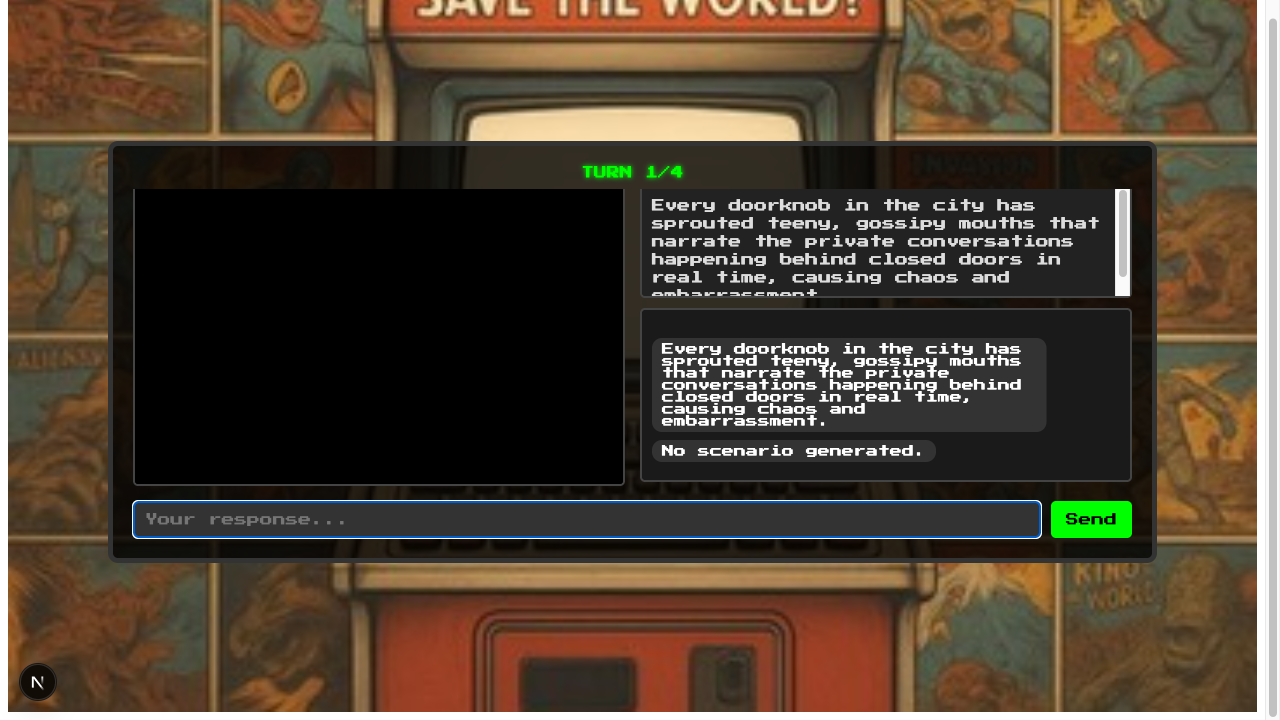 SAVE THE WORLD!
TURN 1/4
Every doorknob in the city has
sprouted teeny, gossipy mouths that
narrate the private conversations
happening behind closed doors in
real time, causing chaos and
embarrassment.
Every doorknob in the city has
sprouted teeny, gossipy mouths
that narrate the private
conversations happening behind
closed doors in real time,
causing chaos and
embarrassment.
No scenario generated.
Your response...
Send
N